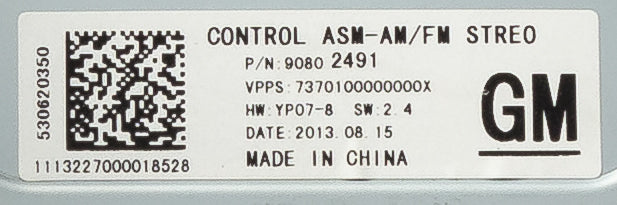 530620350
1113227000018528
CONTROL ASM-AM/FM STREO
P/N:9080 2491
VPPS:7370100000000X
HW:YP07-8 SW:2.4
DATE:2013.08.15
MADE IN CHINA
GM